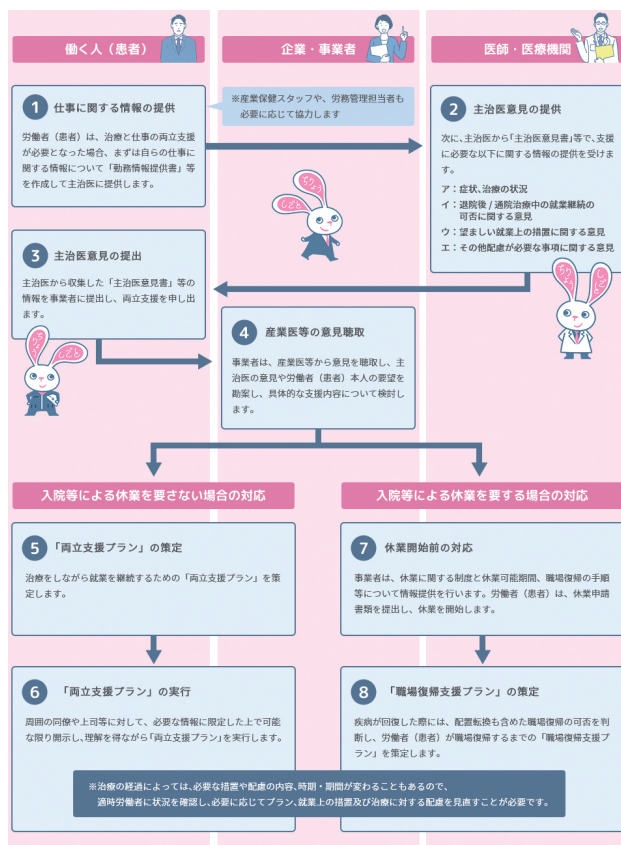 働く人（患者）
企業・事業者
医師・医療機関
1 仕事に関する情報の提供
労働者（患者）は、治療と仕事の両立支援
が必要となった場合、まずは自らの仕事に
関する情報について「勤務情報提供書」等
を作成して主治医に提供します。
※産業保健スタッフや、労務管理担当者も
必要に応じて協力します
2 主治医意見の提供
次に、主治医から「主治医意見書」等で、支援
に必要な以下に関する情報の提供を受けま
す。
ア：症状、治療の状況
イ：退院後 / 通院治療中の就業継続の
可否に関する意見
ウ：望ましい就業上の措置に関する意見
エ：その他配慮が必要な事項に関する意見
ちりょう
しごと
3 主治医意見の提出
主治医から収集した「主治医意見書」等の
情報を事業者に提出し、両立支援を申し出
ます。
ちりょう
しごと
ちりょう
しごと
4 産業医等の意見聴取
事業者は、産業医等から意見を聴取し、主
治医の意見や労働者（患者）本人の要望を
勘案し、具体的な支援内容について検討し
ます。
入院等による休業を要さない場合の対応
入院等による休業を要する場合の対応
5 「両立支援プラン」の策定
治療をしながら就業を継続するための「両立支援プラン」を策
定します。
7 休業開始前の対応
事業者は、休業に関する制度と休業可能期間、職場復帰の手順
等について情報提供を行います。労働者（患者）は、休業申請
書類を提出し、休業を開始します。
6 「両立支援プラン」の実行
周囲の同僚や上司等に対して、必要な情報に限定した上で可能
な限り開示し、理解を得ながら「両立支援プラン」を実行します。
8 「職場復帰支援プラン」の策定
疾病が回復した際には、配置転換も含めた職場復帰の可否を判
断し、労働者（患者）が職場復帰するまでの「職場復帰支援プ
ラン」を策定します。
※治療の経過によっては、必要な措置や配慮の内容、時期・期間が変わることもあるので、
適時労働者に状況を確認し、必要に応じてプラン、就業上の措置及び治療に対する配慮を見直すことが必要です。